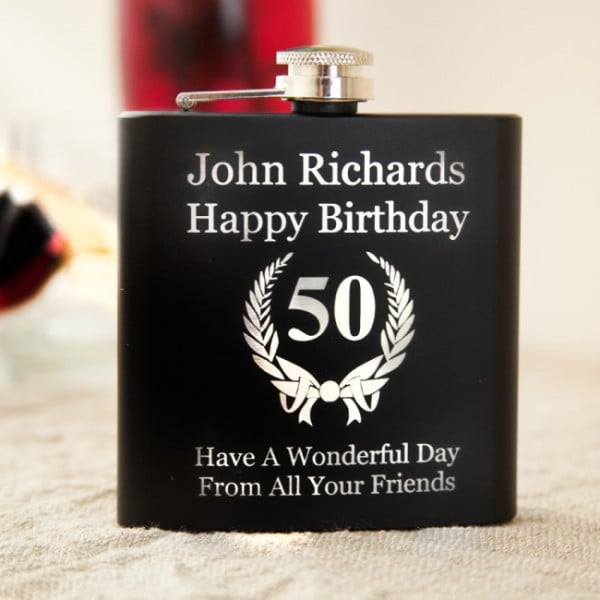 John Richards
Happy Birthday
50
Have A Wonderful Day
From All Your Friends